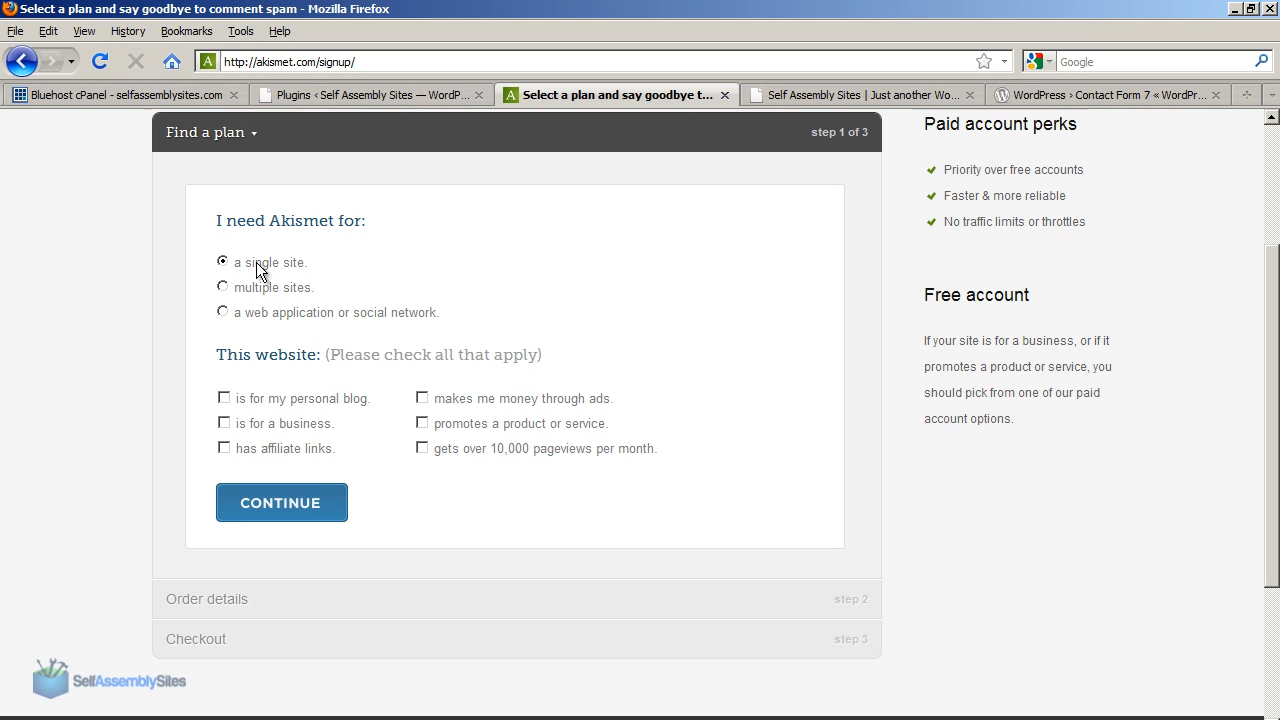 Select a plan and say goodbye to comment spam - Mozilla Firefox
File Edit View History Bookmarks Tools Help
http://akismet.com/signup/
Google
Bluehost cPanel - selfassemblysites.com
Plugins ‹ Self Assembly Sites — WordP...
Select a plan and say goodbye t...
Self Assembly Sites | Just another Wo...
WordPress › Contact Form 7 « WordPr...
Find a plan
step 1 of 3
I need Akismet for:
a single site.
multiple sites.
a web application or social network.
This website: (Please check all that apply)
is for my personal blog.
makes me money through ads.
is for a business.
promotes a product or service.
has affiliate links.
gets over 10,000 pageviews per month.
CONTINUE
Order details
step 2
Checkout
step 3
Paid account perks
Priority over free accounts
Faster & more reliable
No traffic limits or throttles
Free account
If your site is for a business, or if it
promotes a product or service, you
should pick from one of our paid
account options.
SelfAssemblySites